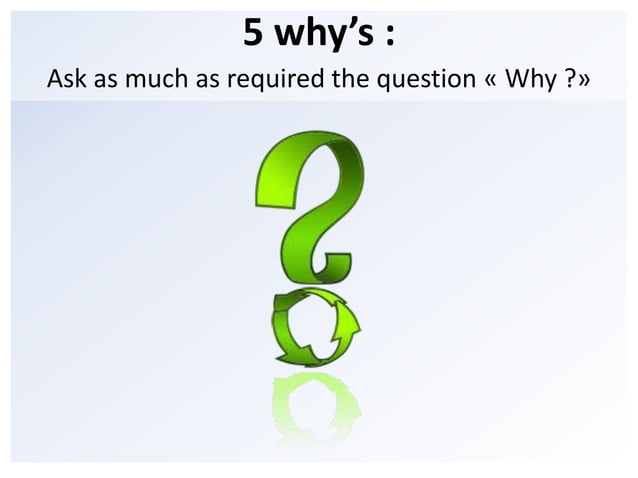 5 why’s :
Ask as much as required the question « Why ?»